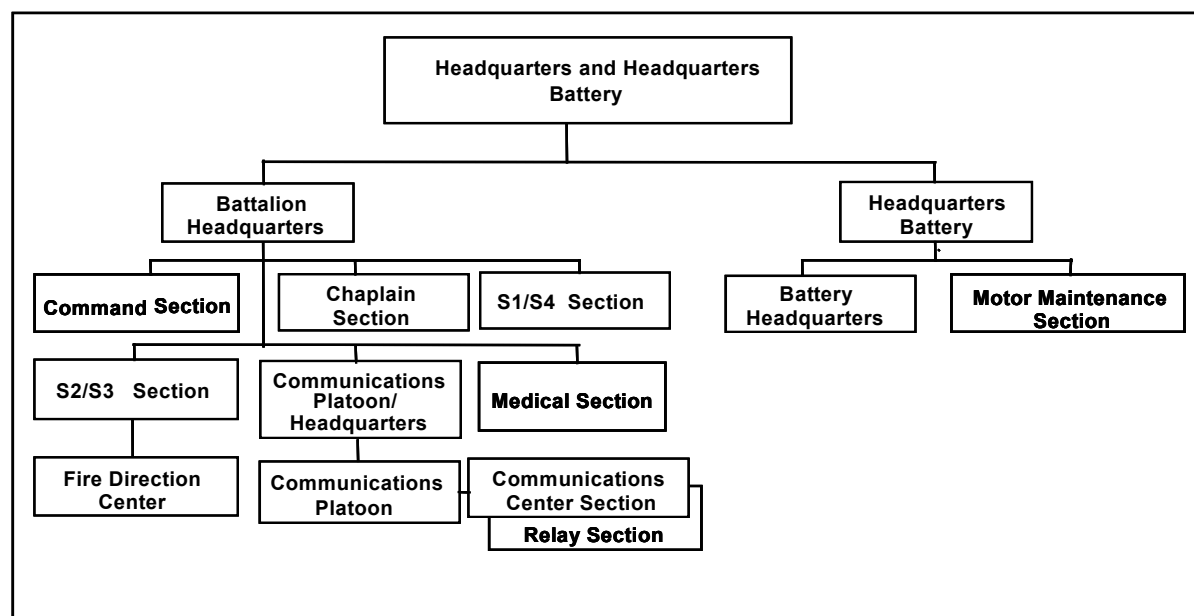 Headquarters and Headquarters
Battery
Battalion
Headquarters
Headquarters
Battery
Command Section
Chaplain
Section
S1/S4 Section
Battery
Headquarters
Motor Maintenance
Section
S2/S3 Section
Communications
Platoon/
Headquarters
Medical Section
Fire Direction
Center
Communications
Platoon
Communications
Center Section
Relay Section